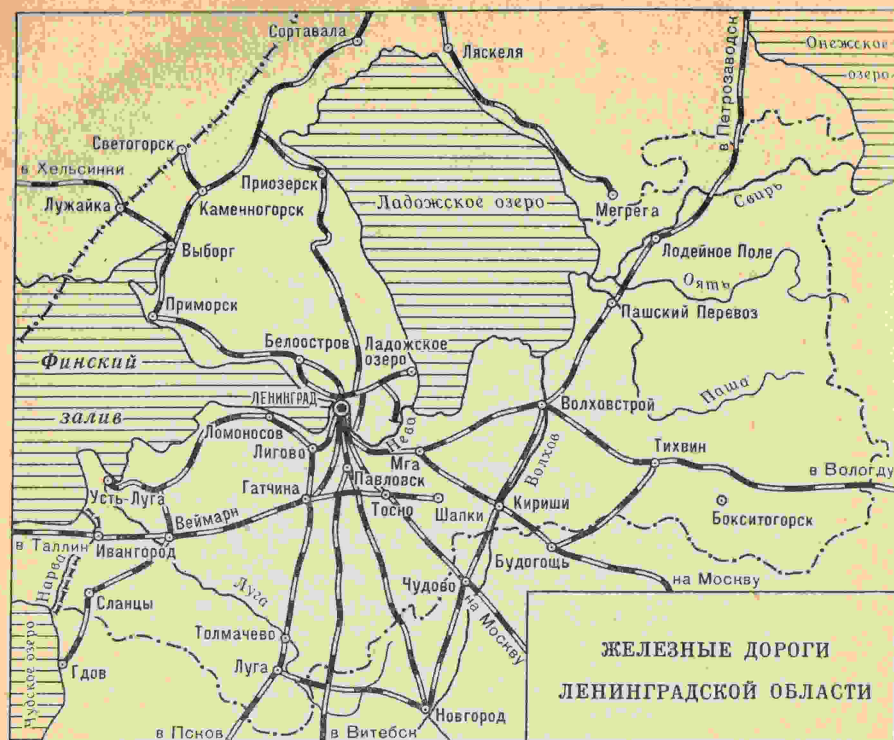 Сортавала
Ляскеля
в Петрозаводск
Онежское
озеро
Светогорск
в Хельсинки
Приозерск
Лужайка
Каменногорск
Ладожское озеро
Мегрега
Свирь
Выборг
Лодейное Поле
Оять
Приморск
Пашский Перевоз
Белоостров
Ладожское
озеро
Финский
залив
ЛЕНИНГРАД
Паша
Волховстрой
Ломоносов
Нева
Лигово
Мга
Волхов
Тихвин
в Вологду
Усть-Луга
Гатчина
Павловск
Тосно
Шапки
Кириши
Бокситогорск
Веймарн
в Таллин
Ивангород
Будогощь
на Москву
Нарва
Сланцы
Луга
Чудово
на Москву
Толмачево
Чудское озеро
Гдов
Луга
Новгород
в Псков
в Витебск
ЖЕЛЕЗНЫЕ ДОРОГИ
ЛЕНИНГРАДСКОЙ ОБЛАСТИ